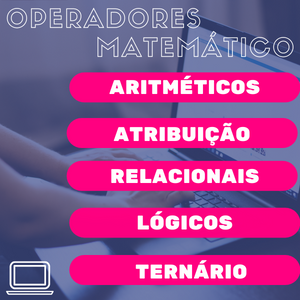 OPERADORES
MATEMÁTICO
ARITMÉTICOS
ATRIBUIÇÃO
RELACIONAIS
LÓGICOS
TERNÁRIO